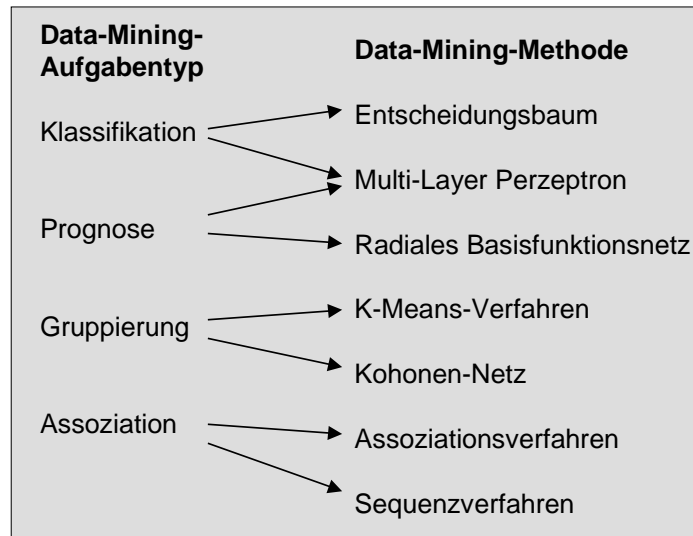 Data-Mining-
Aufgabentyp
Data-Mining-Methode
Klassifikation
Prognose
Gruppierung
Assoziation
Entscheidungsbaum
Multi-Layer Perzeptron
Radiales Basisfunktionsnetz
K-Means-Verfahren
Kohonen-Netz
Assoziationsverfahren
Sequenzverfahren